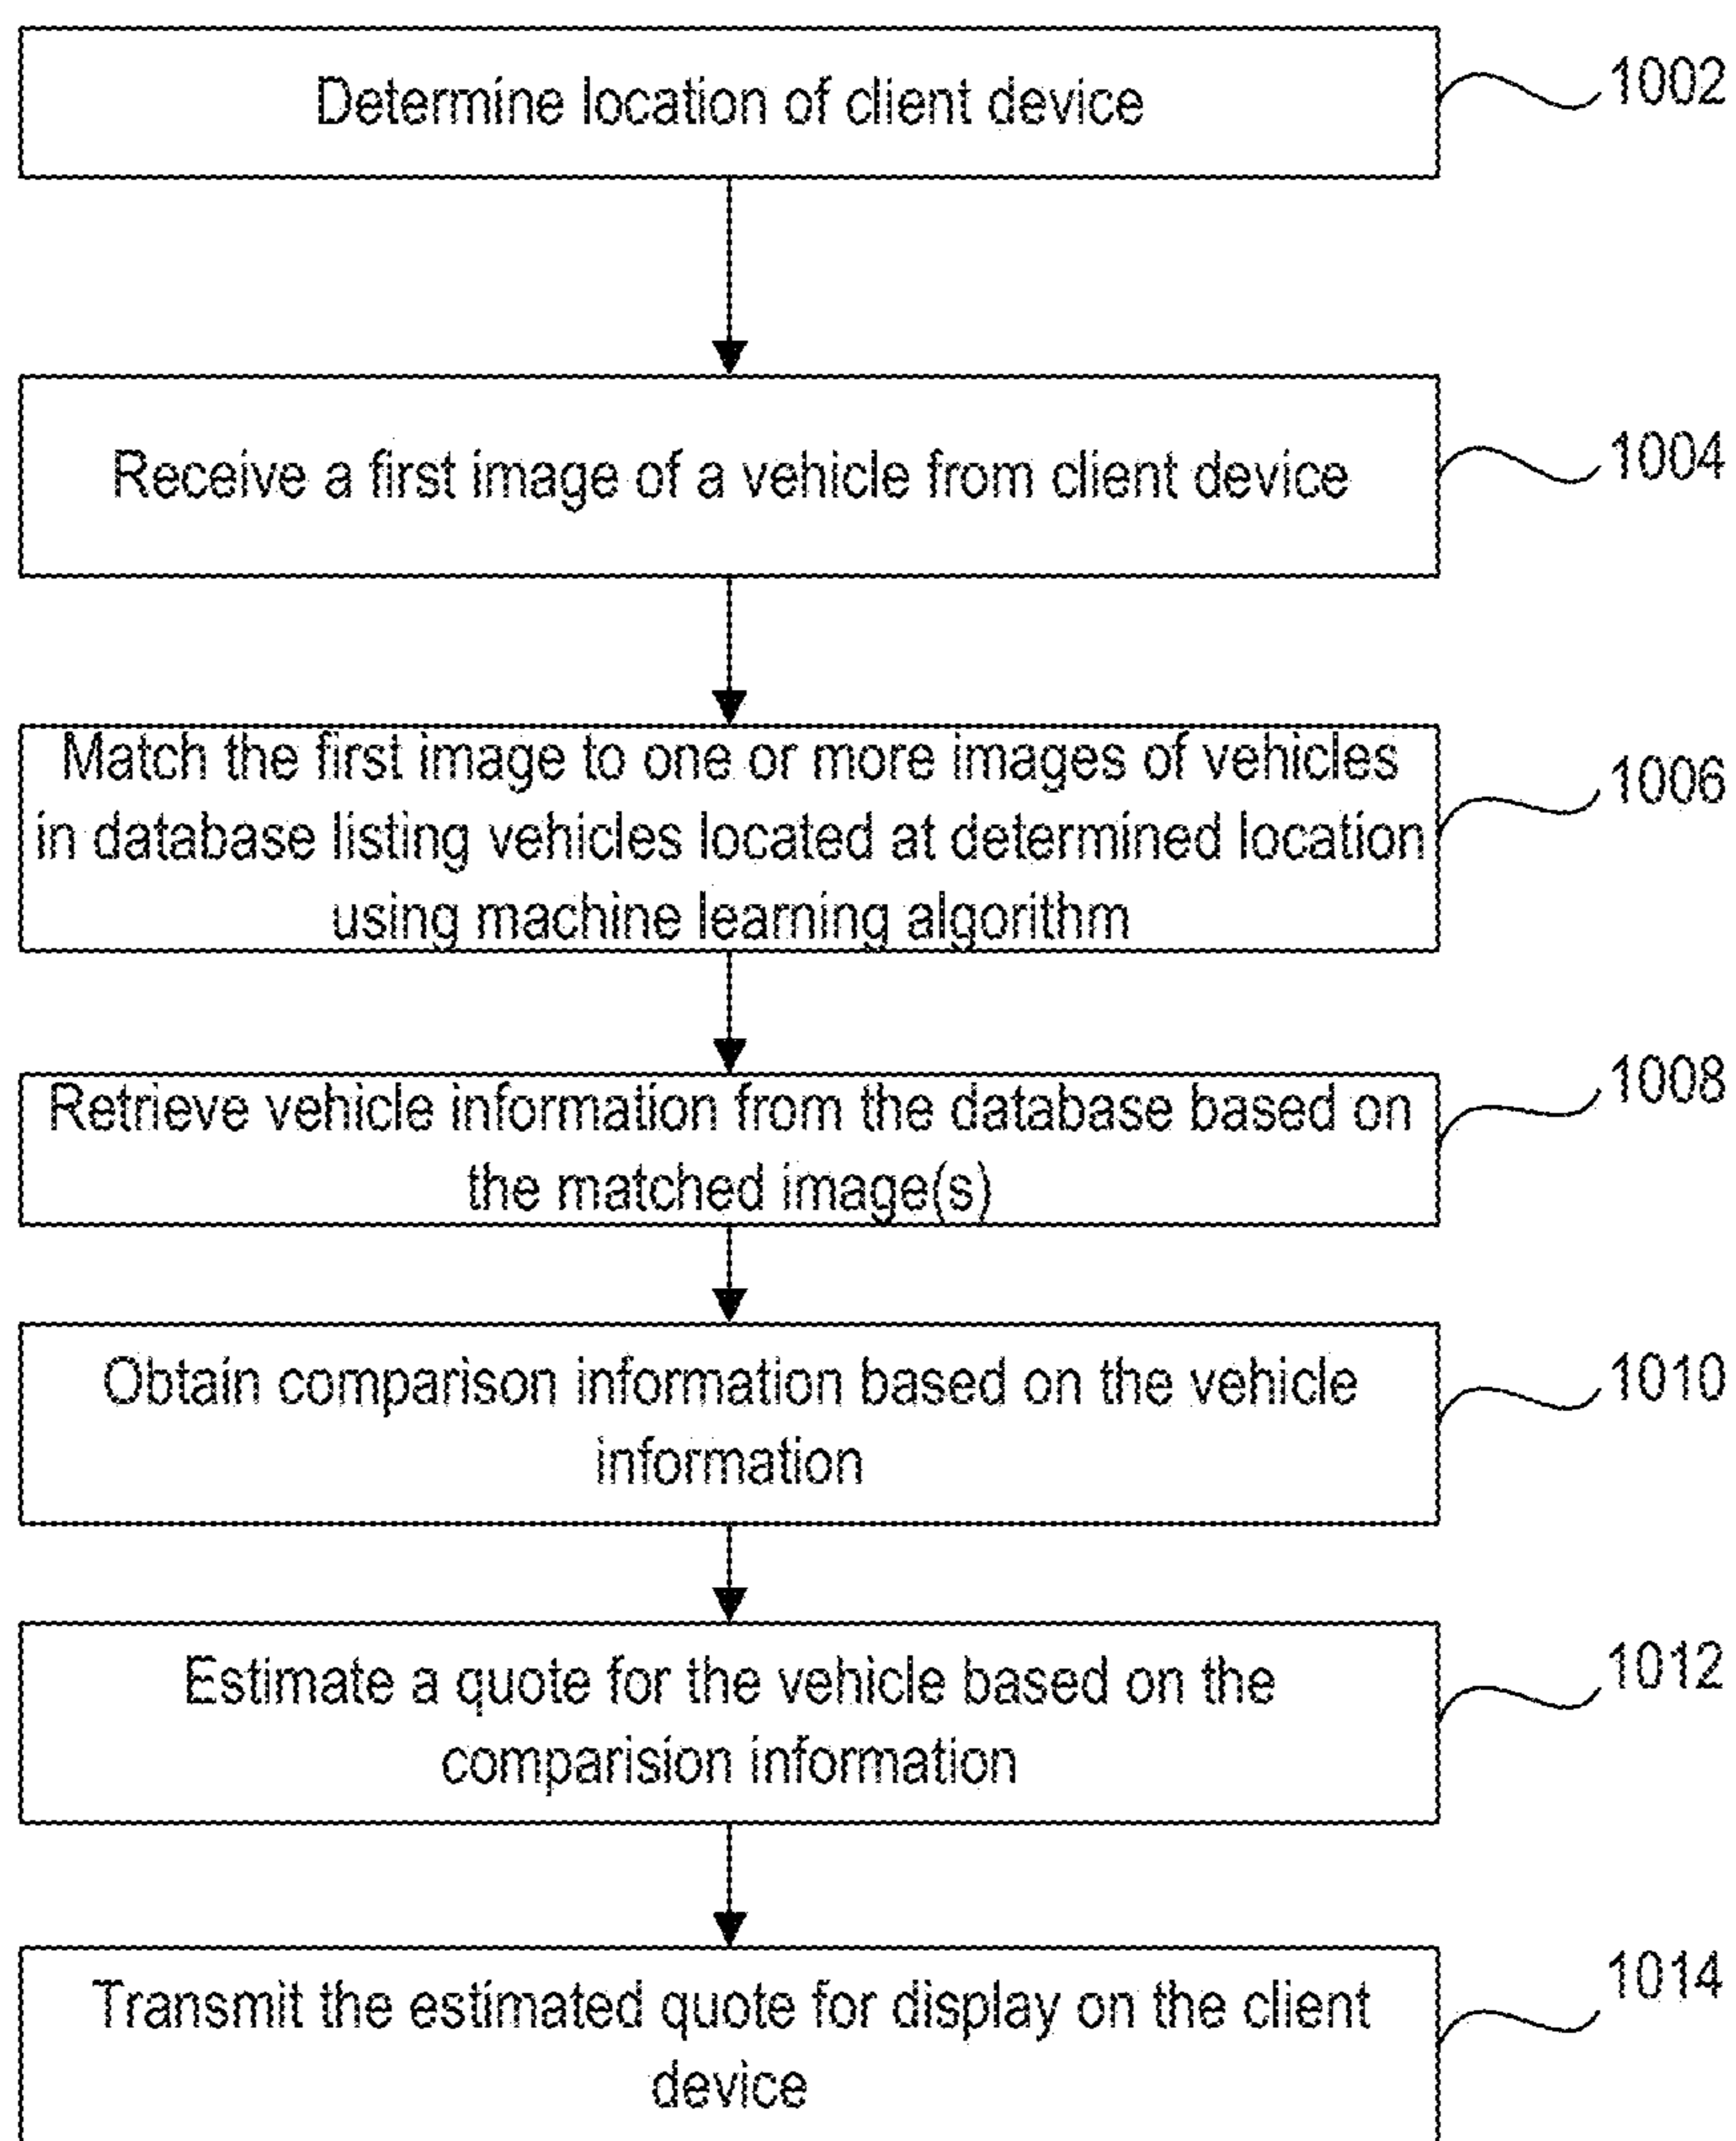 Determine location of client device
1002
Receive a first image of a vehicle from client device
1004
Match the first image to one or more images of vehicles
in database listing vehicles located at determined location
using machine learning algorithm
1006
Retrieve vehicle information from the database based on
the matched image(s)
1008
Obtain comparison information based on the vehicle
information
1010
Estimate a quote for the vehicle based on the
comparision information
1012
Transmit the estimated quote for display on the client
device
1014